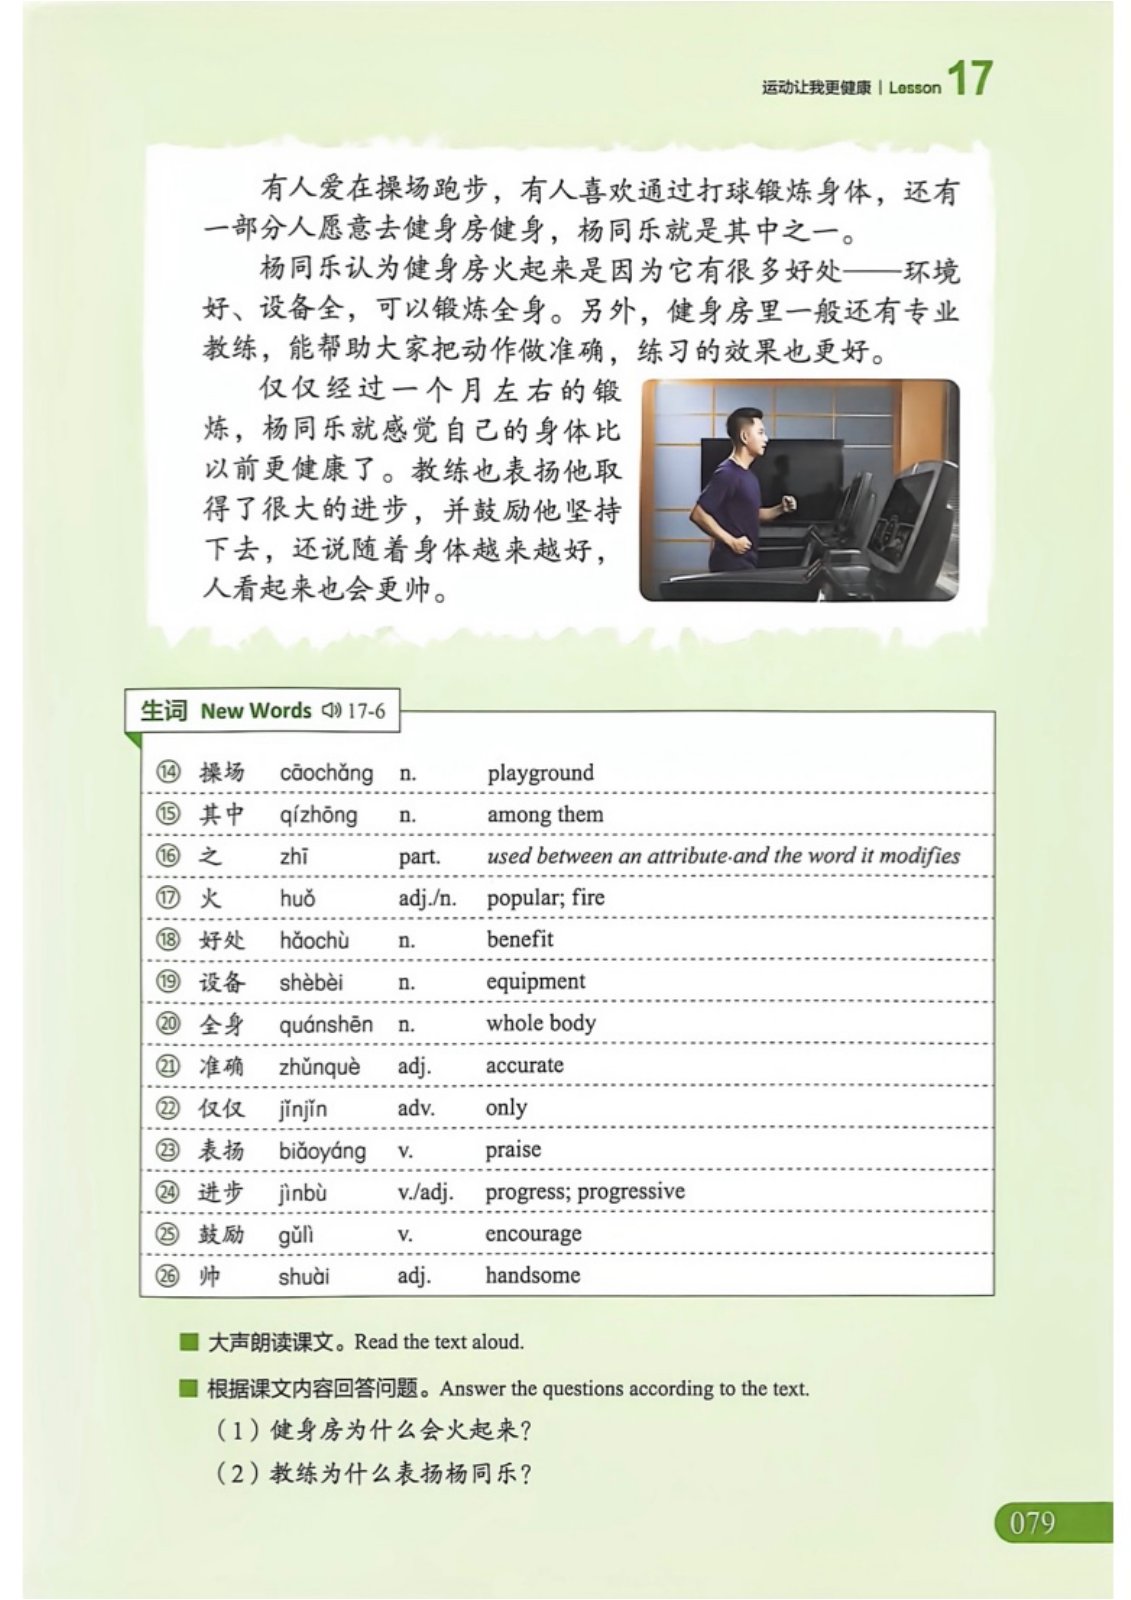 运动让我更健康 | Lesson 17
有人爱在操场跑步，有人喜欢通过打球锻炼身体，还有
一部分人愿意去健身房健身，杨同乐就是其中之一。
杨同乐认为健身房火起来是因为它有很多好处——环境
好、设备全，可以锻炼全身。另外，健身房里一般还有专业
教练，能帮助大家把动作做准确，练习的效果也更好。
仅仅经过一个月左右的锻
炼，杨同乐就感觉自己的身体比
以前更健康了。教练也表扬他取
得了很大的进步，并鼓励他坚持
下去，还说随着身体越来越好，
人看起来也会更帅。
生词 New Words 17-6
⑭ 操场 cāochǎng n. playground
⑮ 其中 qízhōng n. among them
⑯ 之 zhī part. used between an attribute and the word it modifies
⑰ 火 huǒ adj./n. popular; fire
⑱ 好处 hǎochù n. benefit
⑲ 设备 shèbèi n. equipment
⑳ 全身 quánshēn n. whole body
㉑ 准确 zhǔnquè adj. accurate
㉒ 仅仅 jǐnjǐn adv. only
㉓ 表扬 biǎoyáng v. praise
㉔ 进步 jìnbù v./adj. progress; progressive
㉕ 鼓励 gǔlì v. encourage
㉖ 帅 shuài adj. handsome
■ 大声朗读课文。Read the text aloud.
■ 根据课文内容回答问题。Answer the questions according to the text.
（1）健身房为什么会火起来？
（2）教练为什么表扬杨同乐？
079